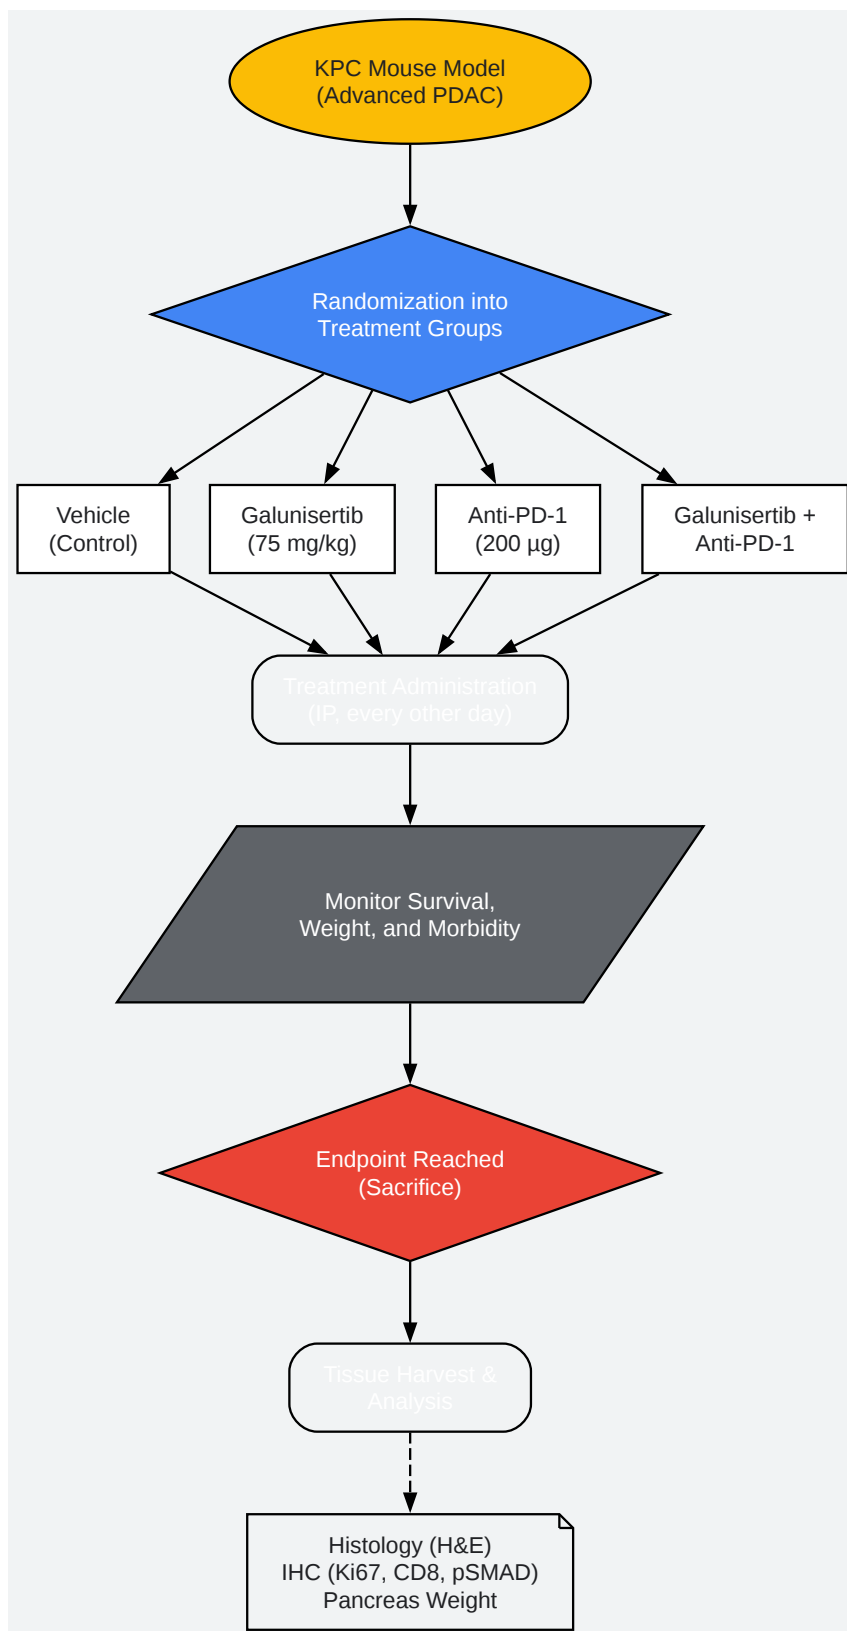 KPC Mouse Model
(Advanced PDAC)
Randomization into
Treatment Groups
Vehicle
(Control)
Galunisertib
(75 mg/kg)
Anti-PD-1
(200 µg)
Galunisertib +
Anti-PD-1
Treatment Administration
(IP, every other day)
Monitor Survival,
Weight, and Morbidity
Endpoint Reached
(Sacrifice)
Tissue Harvest &
Analysis
Histology (H&E)
IHC (Ki67, CD8, pSMAD)
Pancreas Weight